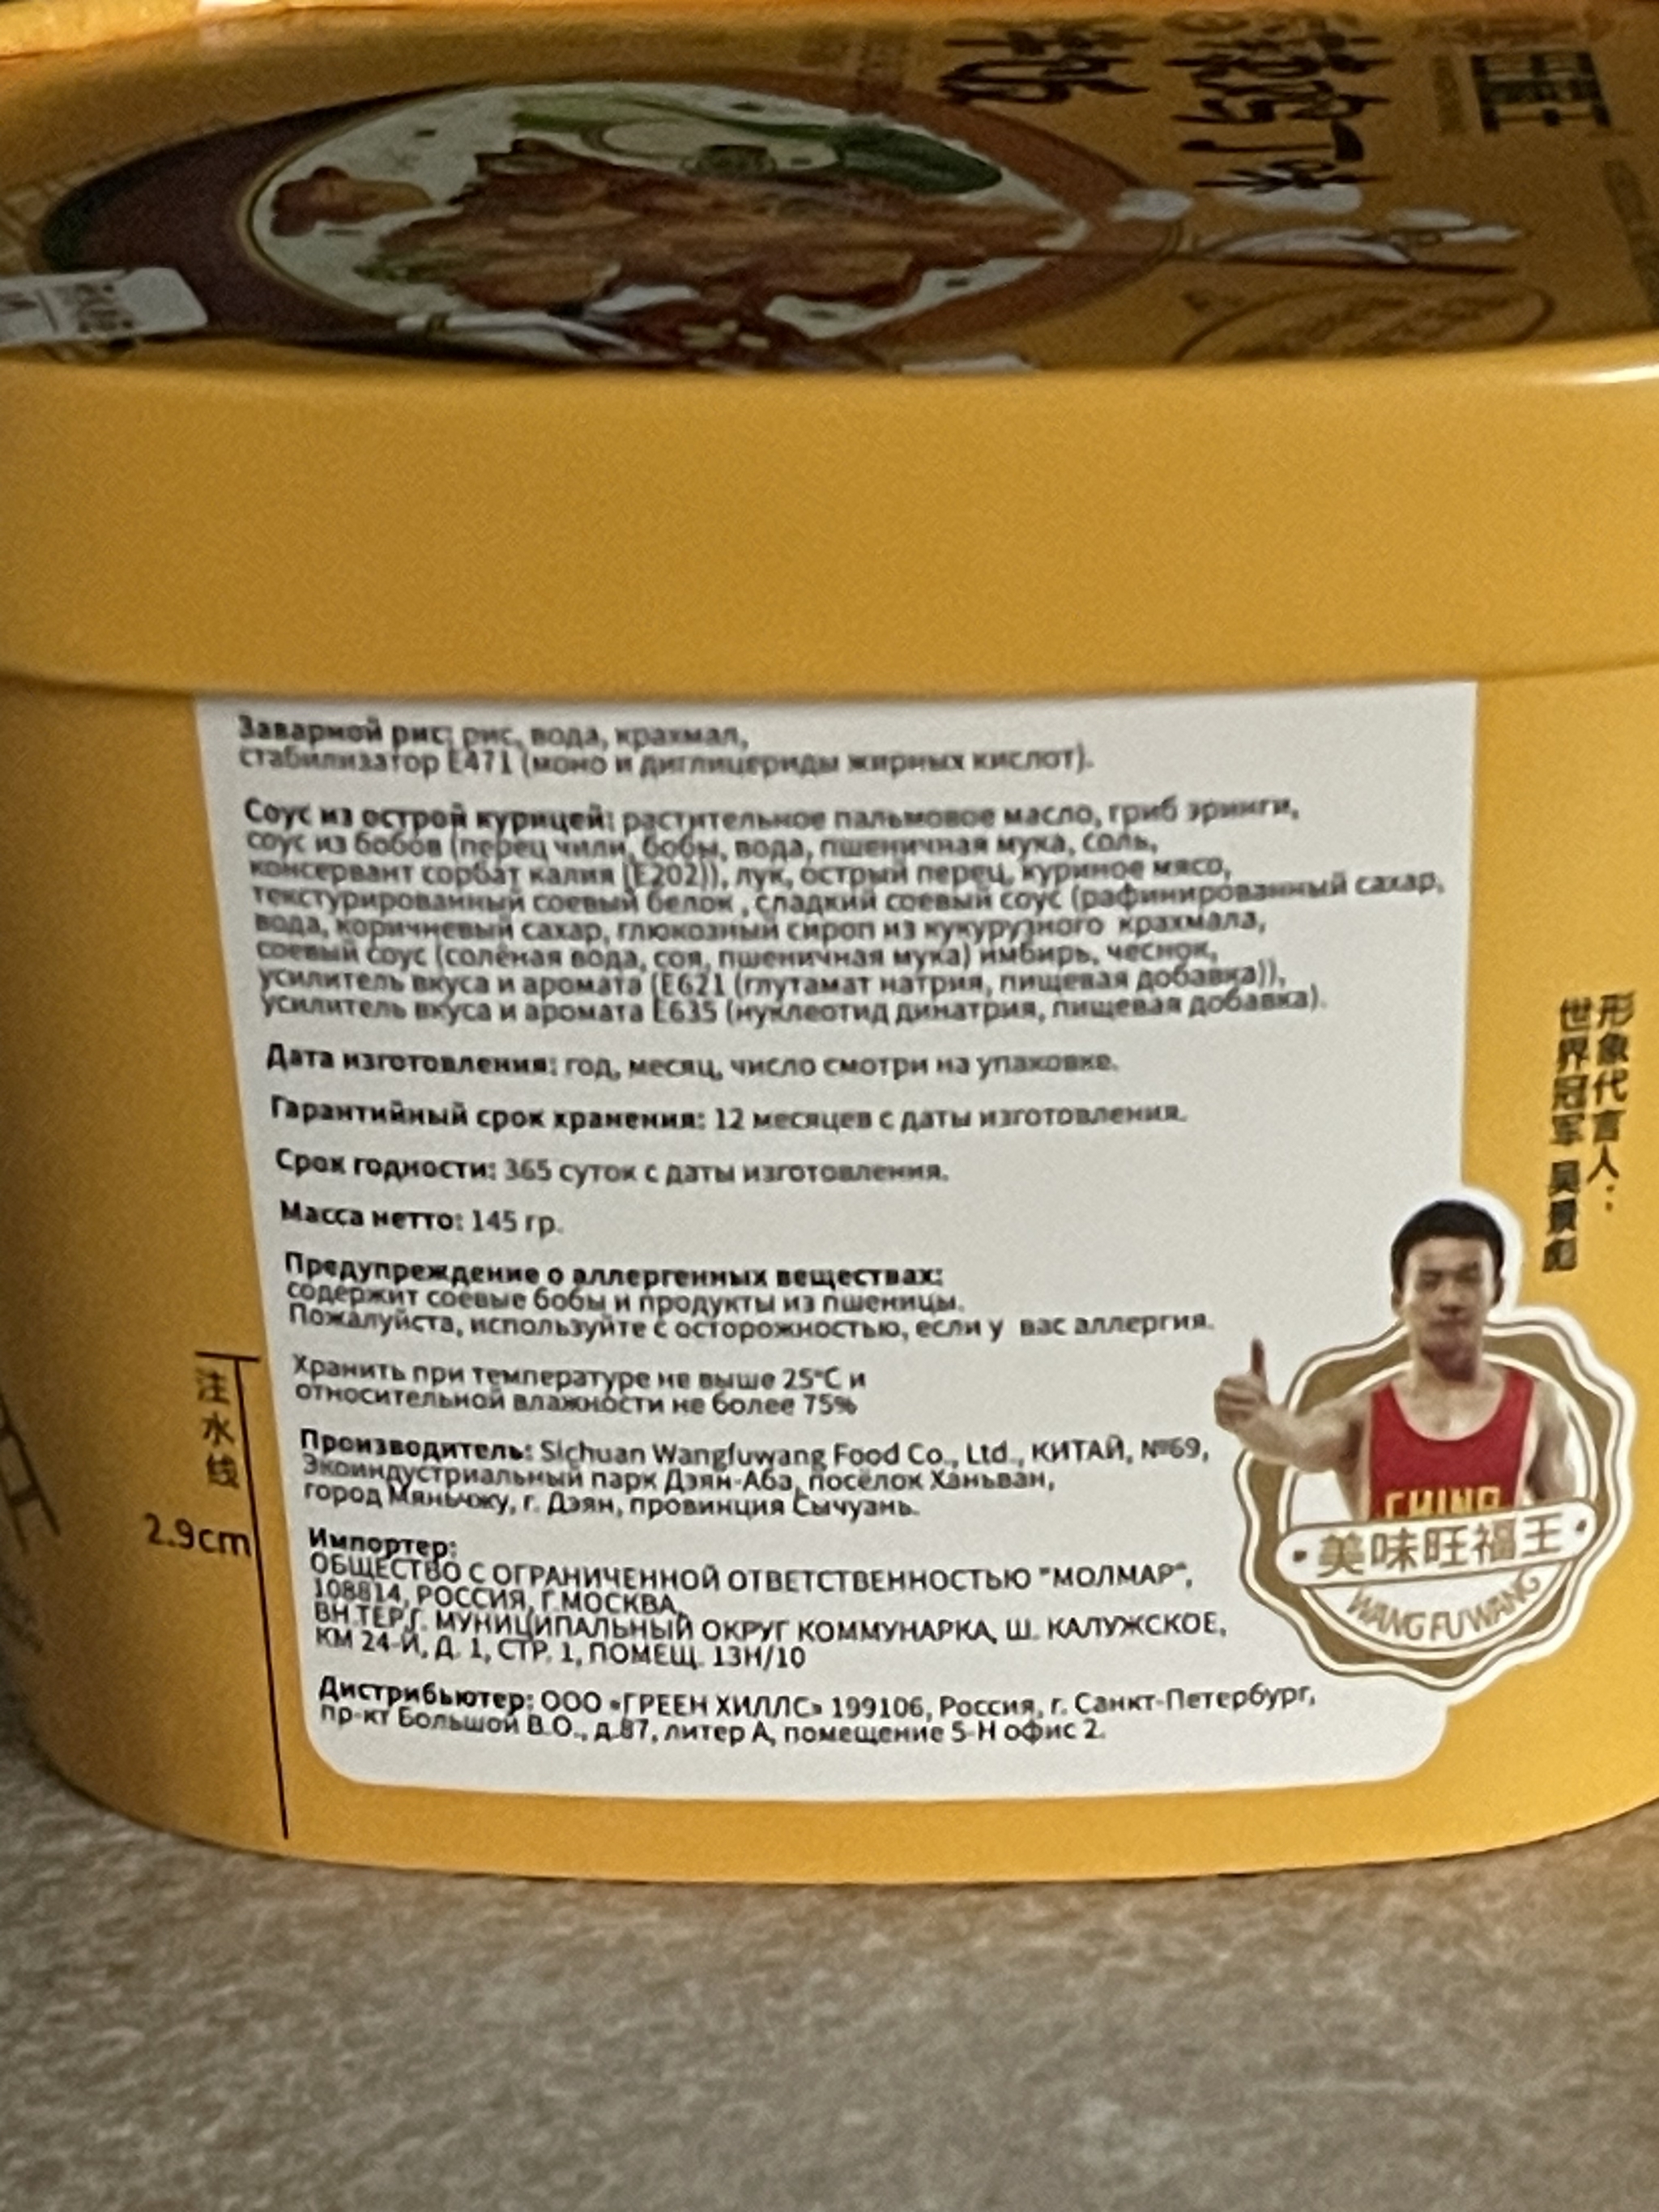 Заварной рис: рис, вода, крахмал,
стабилизатор Е471 (моно и диглицериды жирных кислот).
Соус из острой курицей: растительное пальмовое масло, гриб эринги,
соус из бобов (перец чили, бобы, вода, пшеничная мука, соль,
консервант сорбат калия (Е202)), лук, острый перец, куриное мясо,
текстурированный соевый белок , сладкий соевый соус (рафинированный сахар,
вода, коричневый сахар, глюкозный сироп из кукурузного крахмала,
соевый соус (солёная вода, соя, пшеничная мука) имбирь, чеснок,
усилитель вкуса и аромата (Е621 (глутамат натрия, пищевая добавка)),
усилитель вкуса и аромата Е635 (нуклеотид динатрия, пищевая добавка).
Дата изготовления: год, месяц, число смотри на упаковке.
Гарантийный срок хранения: 12 месяцев с даты изготовления.
Срок годности: 365 суток с даты изготовления.
Масса нетто: 145 гр.
Предупреждение о аллергенных веществах:
содержит соевые бобы и продукты из пшеницы.
Пожалуйста, используйте с осторожностью, если у вас аллергия.
Хранить при температуре не выше 25°С и
относительной влажности не более 75%
Производитель: Sichuan Wangfuwang Food Co., Ltd., КИТАЙ, №69,
Экоиндустриальный парк Дэян-Аба, посёлок Ханьван,
город Мяньчжу, г. Дэян, провинция Сычуань.
Импортер:
ОБЩЕСТВО С ОГРАНИЧЕННОЙ ОТВЕТСТВЕННОСТЬЮ "МОЛМАР",
108814, РОССИЯ, Г.МОСКВА,
ВН.ТЕР.Г. МУНИЦИПАЛЬНЫЙ ОКРУГ КОММУНАРКА, Ш. КАЛУЖСКОЕ,
КМ 24-Й, Д. 1, СТР. 1, ПОМЕЩ. 13Н/10
Дистрибьютер: ООО «ГРЕЕН ХИЛЛС» 199106, Россия, г. Санкт-Петербург,
пр-кт Большой В.О., д.87, литер А, помещение 5-Н офис 2.
注水线
2.9cm
形象代言人:
世界冠军 吴景彪
CHINA
美味旺福王
WANGFUWANG